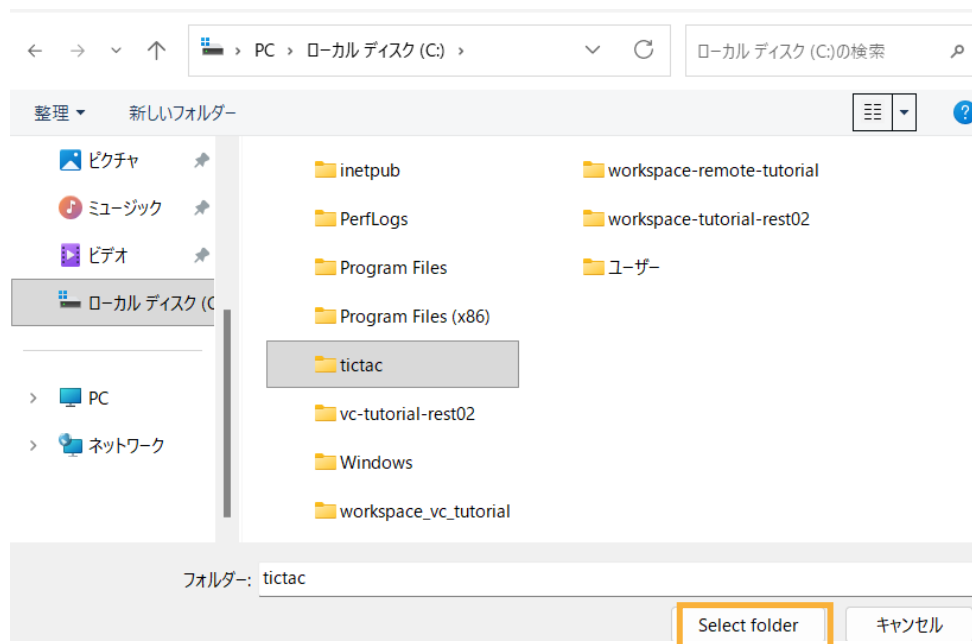 PC › ローカル ディスク (C:) ›
ローカル ディスク (C:)の検索
整理
新しいフォルダー
?
ピクチャ
ミュージック
ビデオ
ローカル ディスク (C
PC
ネットワーク
inetpub
PerfLogs
Program Files
Program Files (x86)
tictac
vc-tutorial-rest02
Windows
workspace_vc_tutorial
workspace-remote-tutorial
workspace-tutorial-rest02
ユーザー
フォルダー: tictac
Select folder
キャンセル